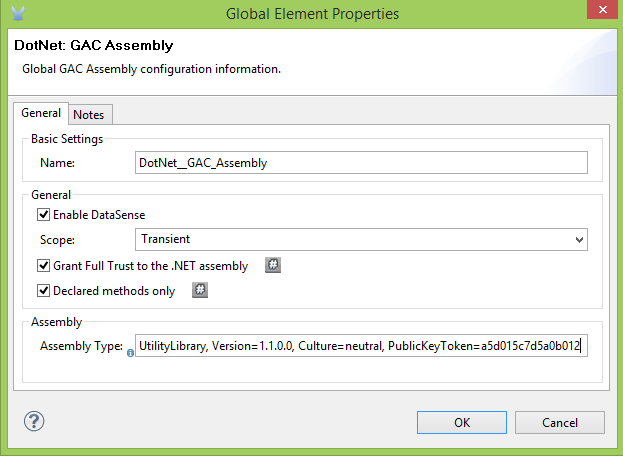 Global Element Properties
DotNet: GAC Assembly
Global GAC Assembly configuration information.
General Notes
Basic Settings
Name: DotNet__GAC_Assembly
General
Enable DataSense
Scope: Transient
Grant Full Trust to the .NET assembly
Declared methods only
Assembly
Assembly Type: UtilityLibrary, Version=1.1.0.0, Culture=neutral, PublicKeyToken=a5d015c7d5a0b012
OK Cancel